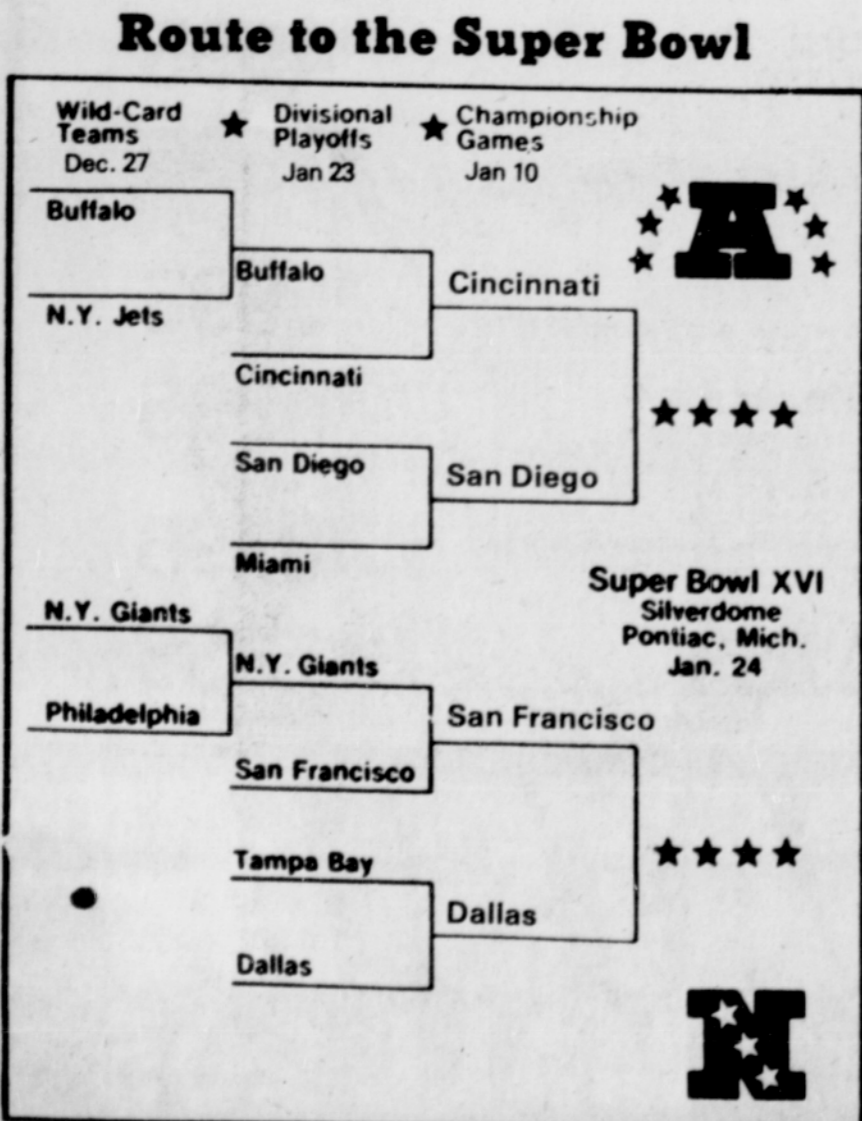 Route to the Super Bowl
Wild-Card
Teams
Dec. 27
Divisional
Playoffs
Jan 23
Championship
Games
Jan 10
A
Buffalo
N.Y. Jets
Buffalo
Cincinnati
Cincinnati
San Diego
Miami
San Diego
Super Bowl XVI
Silverdome
Pontiac, Mich.
Jan. 24
N.Y. Giants
Philadelphia
N.Y. Giants
San Francisco
San Francisco
Tampa Bay
Dallas
Dallas
N